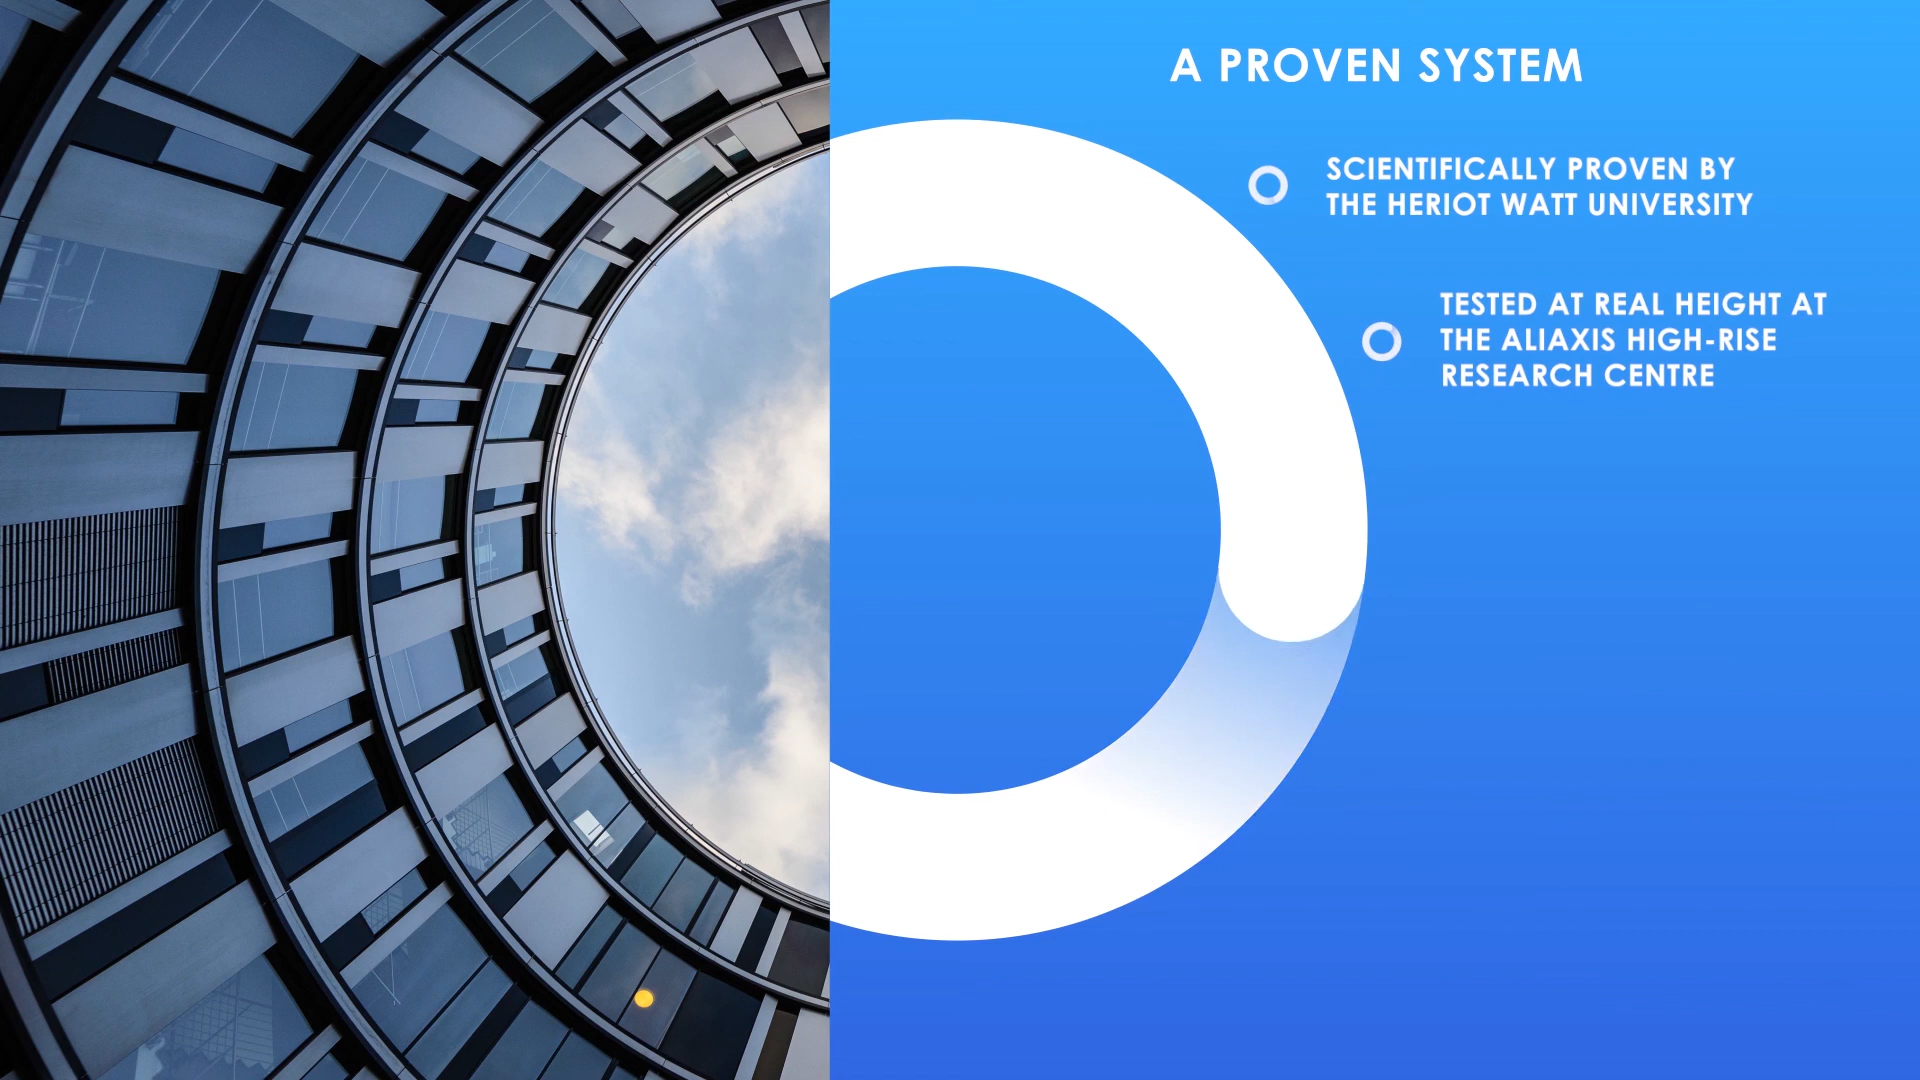 A PROVEN SYSTEM
SCIENTIFICALLY PROVEN BY
THE HERIOT WATT UNIVERSITY
TESTED AT REAL HEIGHT AT
THE ALIAXIS HIGH-RISE
RESEARCH CENTRE